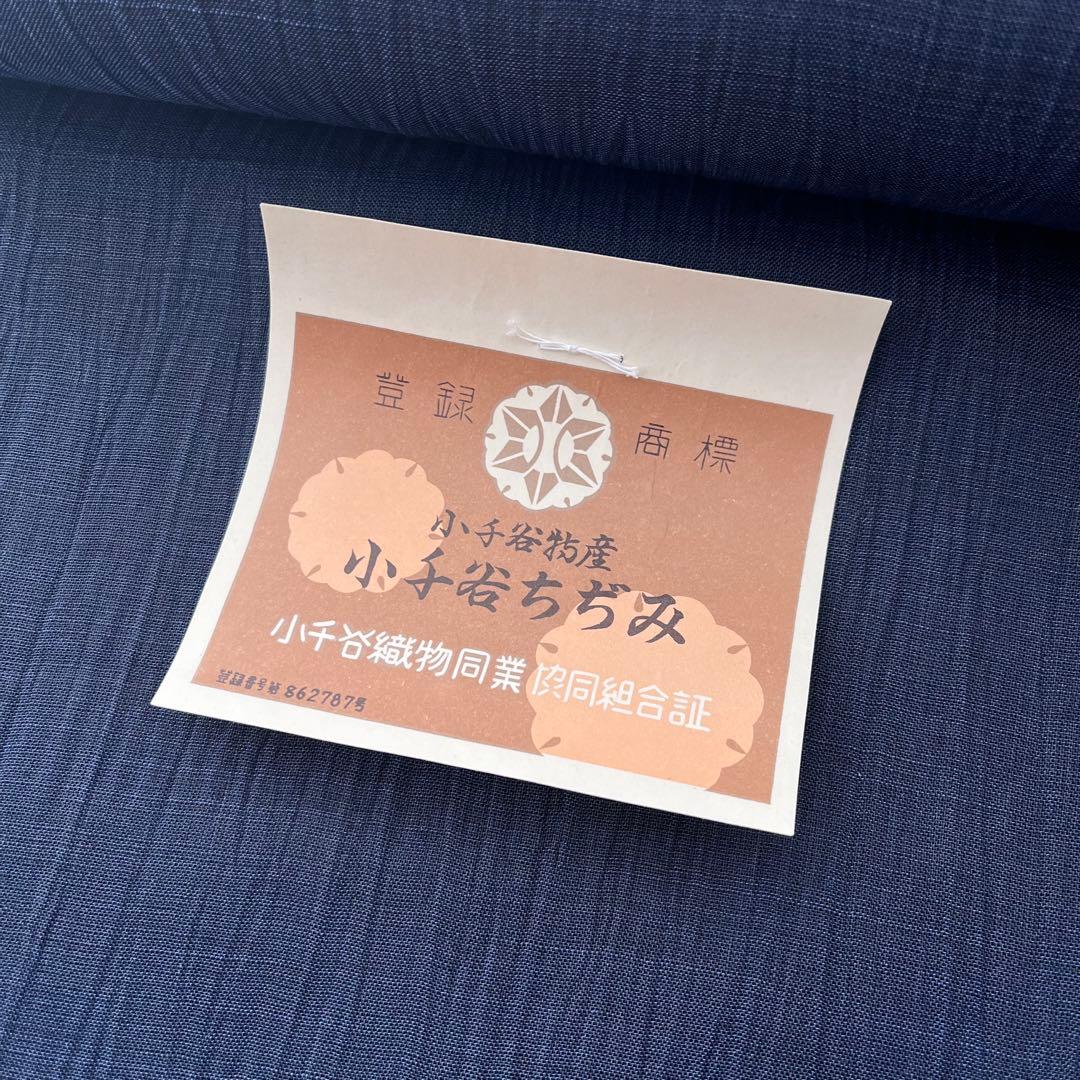 登録 商標
小千谷物産
小千谷ちぢみ
小千谷織物同業協同組合証
登録番号第862787号